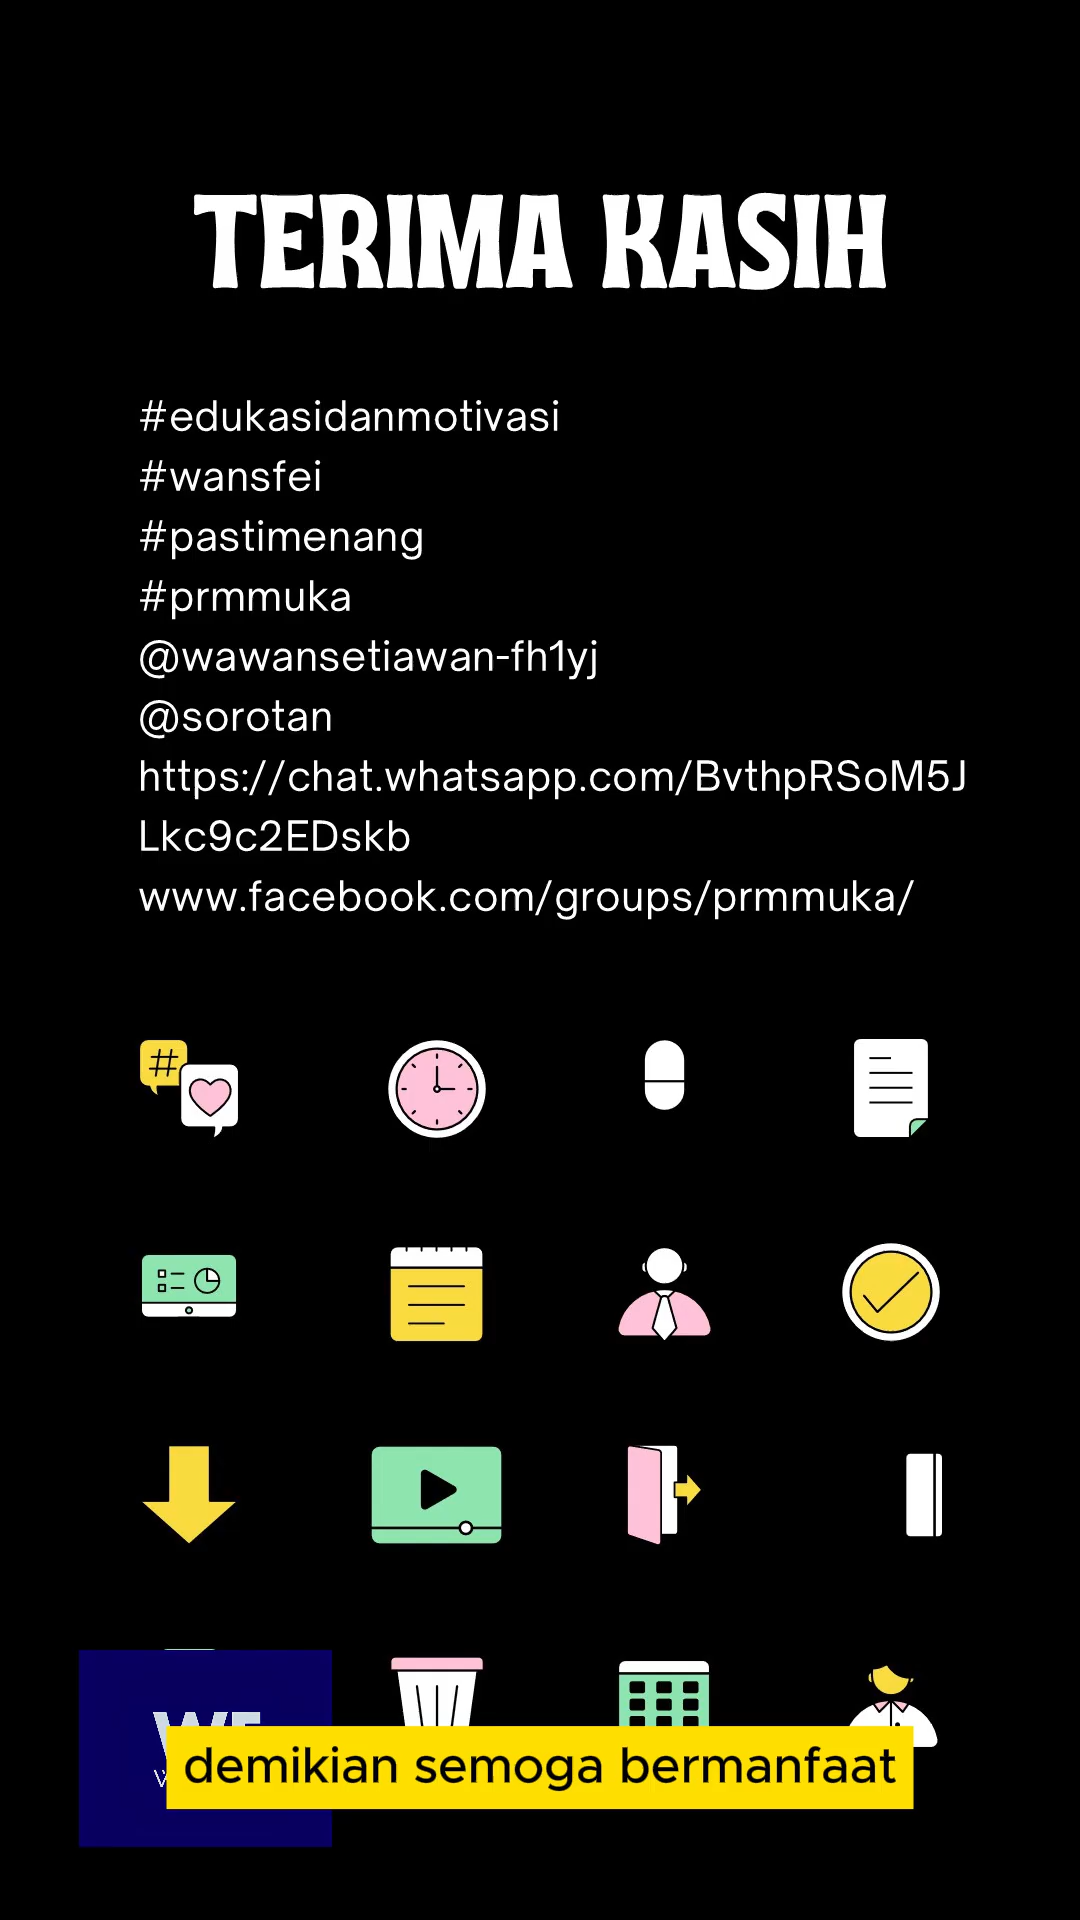 TERIMA KASIH
#edukasidanmotivasi
#wansfei
#pastimenang
#prmmuka
@wawansetiawan-fh1yj
@sorotan
https://chat.whatsapp.com/BvthpRSoM5J
Lkc9c2EDskb
www.facebook.com/groups/prmmuka/
#
demikian semoga bermanfaat